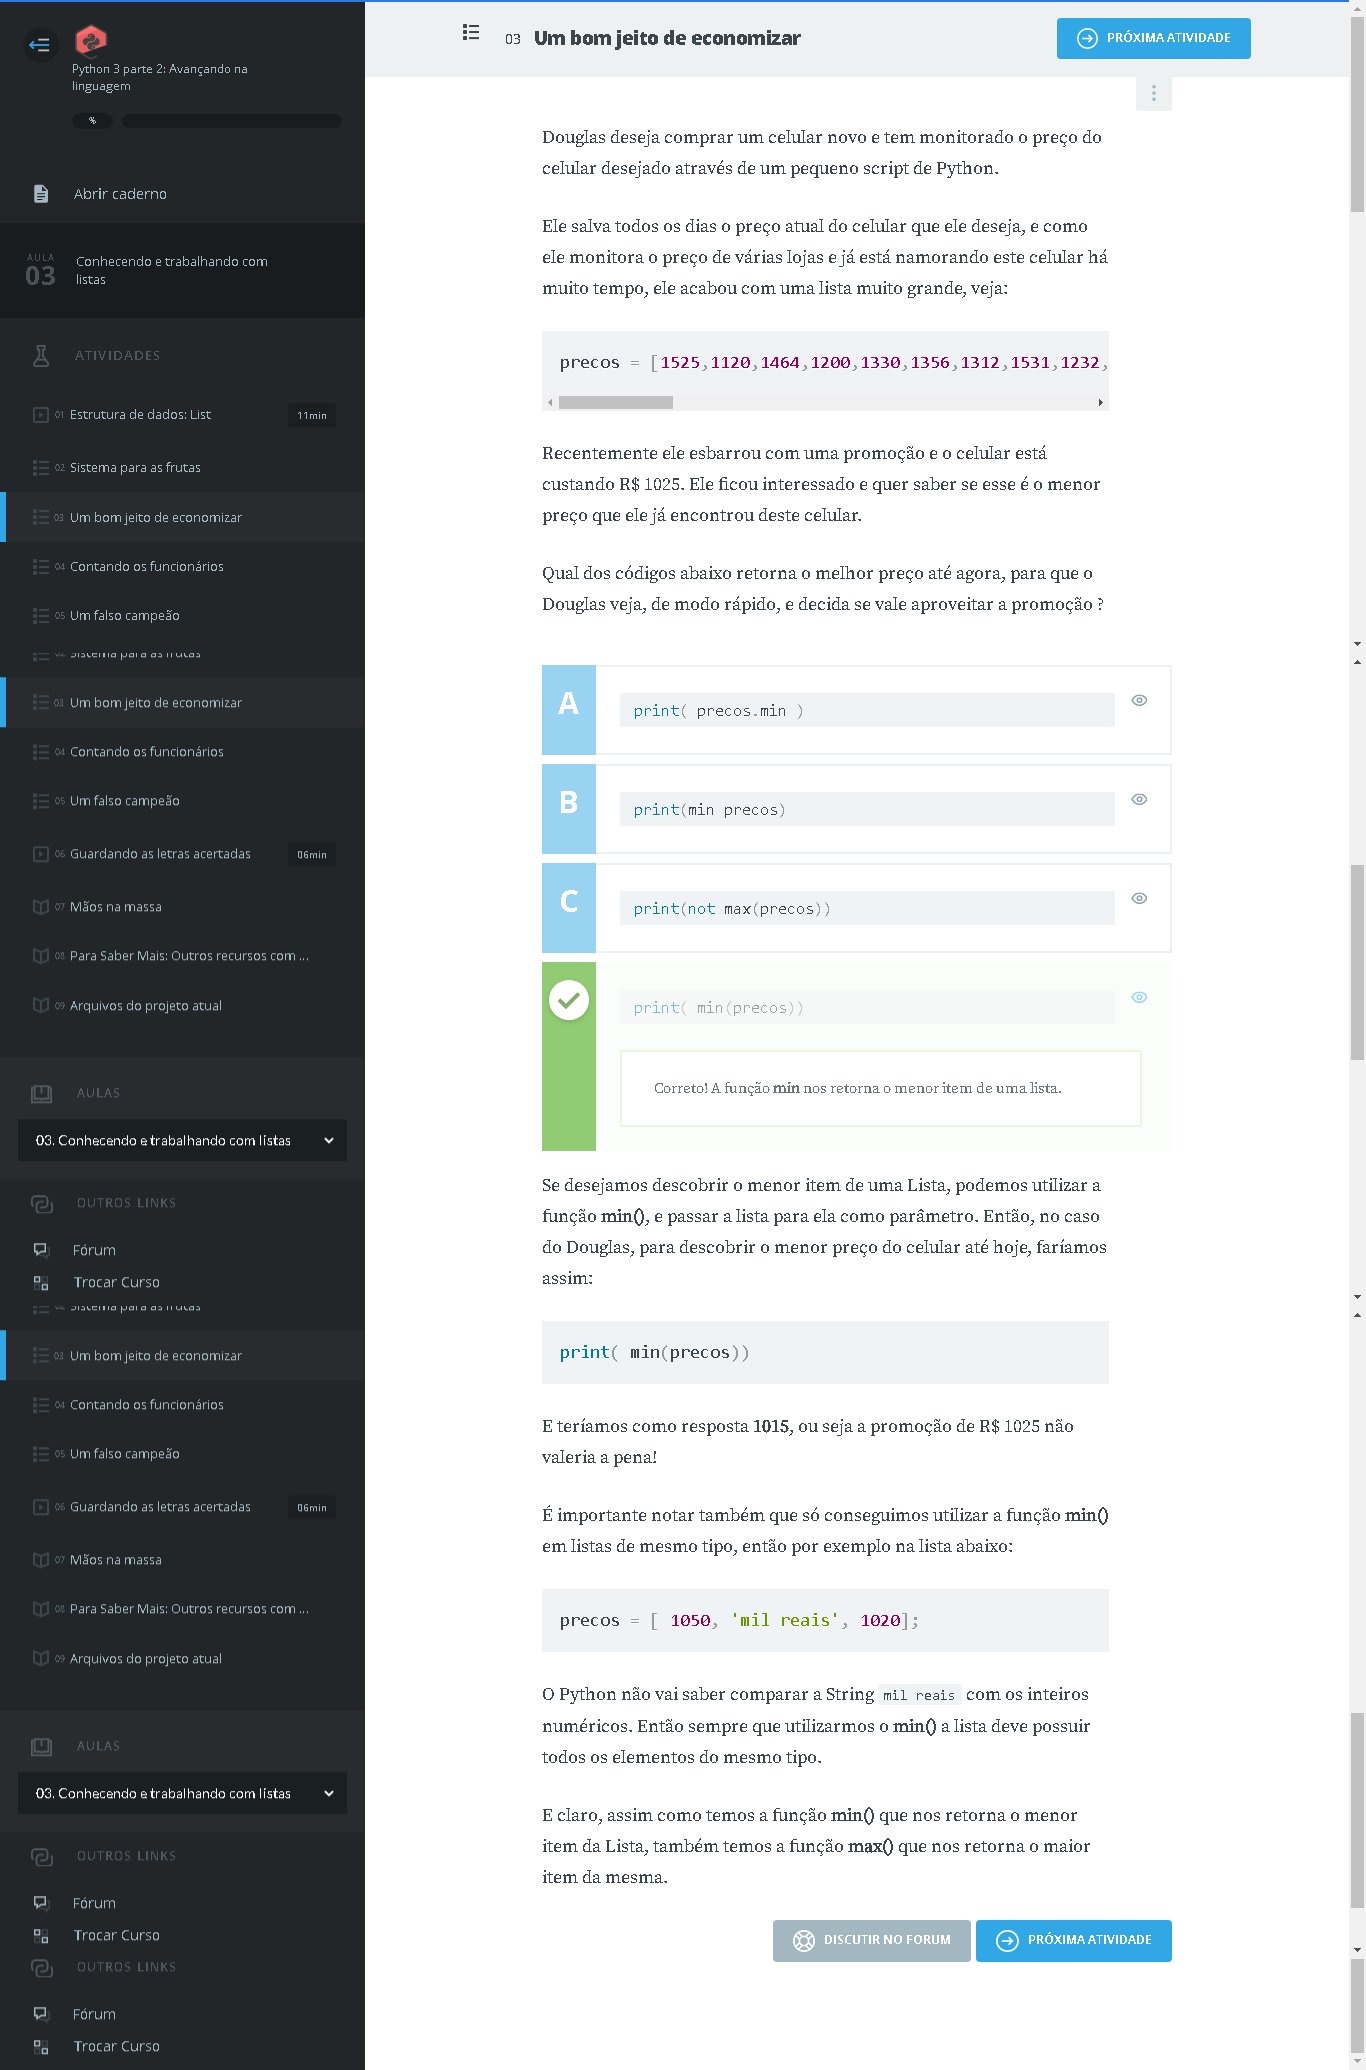 Python 3 parte 2: Avançando na
linguagem
%
Abrir caderno
AULA
03
Conhecendo e trabalhando com
listas
ATIVIDADES
01 Estrutura de dados: List 11min
02 Sistema para as frutas
03 Um bom jeito de economizar
04 Contando os funcionários
05 Um falso campeão
02 Sistema para as frutas
03 Um bom jeito de economizar
04 Contando os funcionários
05 Um falso campeão
06 Guardando as letras acertadas 06min
07 Mãos na massa
08 Para Saber Mais: Outros recursos com ...
09 Arquivos do projeto atual
AULAS
03. Conhecendo e trabalhando com listas
OUTROS LINKS
Fórum
Trocar Curso
02 Sistema para as frutas
03 Um bom jeito de economizar
04 Contando os funcionários
05 Um falso campeão
06 Guardando as letras acertadas 06min
07 Mãos na massa
08 Para Saber Mais: Outros recursos com ...
09 Arquivos do projeto atual
AULAS
03. Conhecendo e trabalhando com listas
OUTROS LINKS
Fórum
Trocar Curso
OUTROS LINKS
Fórum
Trocar Curso
03 Um bom jeito de economizar
PRÓXIMA ATIVIDADE
Douglas deseja comprar um celular novo e tem monitorado o preço do
celular desejado através de um pequeno script de Python.
Ele salva todos os dias o preço atual do celular que ele deseja, e como
ele monitora o preço de várias lojas e já está namorando este celular há
muito tempo, ele acabou com uma lista muito grande, veja:
precos = [1525,1120,1464,1200,1330,1356,1312,1531,1232,
Recentemente ele esbarrou com uma promoção e o celular está
custando R$ 1025. Ele ficou interessado e quer saber se esse é o menor
preço que ele já encontrou deste celular.
Qual dos códigos abaixo retorna o melhor preço até agora, para que o
Douglas veja, de modo rápido, e decida se vale aproveitar a promoção ?
A
print( precos.min )
B
print(min precos)
C
print(not max(precos))
print( min(precos))
Correto! A função min nos retorna o menor item de uma lista.
Se desejamos descobrir o menor item de uma Lista, podemos utilizar a
função min(), e passar a lista para ela como parâmetro. Então, no caso
do Douglas, para descobrir o menor preço do celular até hoje, faríamos
assim:
print( min(precos))
E teríamos como resposta 1015, ou seja a promoção de R$ 1025 não
valeria a pena!
É importante notar também que só conseguimos utilizar a função min()
em listas de mesmo tipo, então por exemplo na lista abaixo:
precos = [ 1050, 'mil reais', 1020];
O Python não vai saber comparar a String mil reais com os inteiros
numéricos. Então sempre que utilizarmos o min() a lista deve possuir
todos os elementos do mesmo tipo.
E claro, assim como temos a função min() que nos retorna o menor
item da Lista, também temos a função max() que nos retorna o maior
item da mesma.
DISCUTIR NO FORUM
PRÓXIMA ATIVIDADE